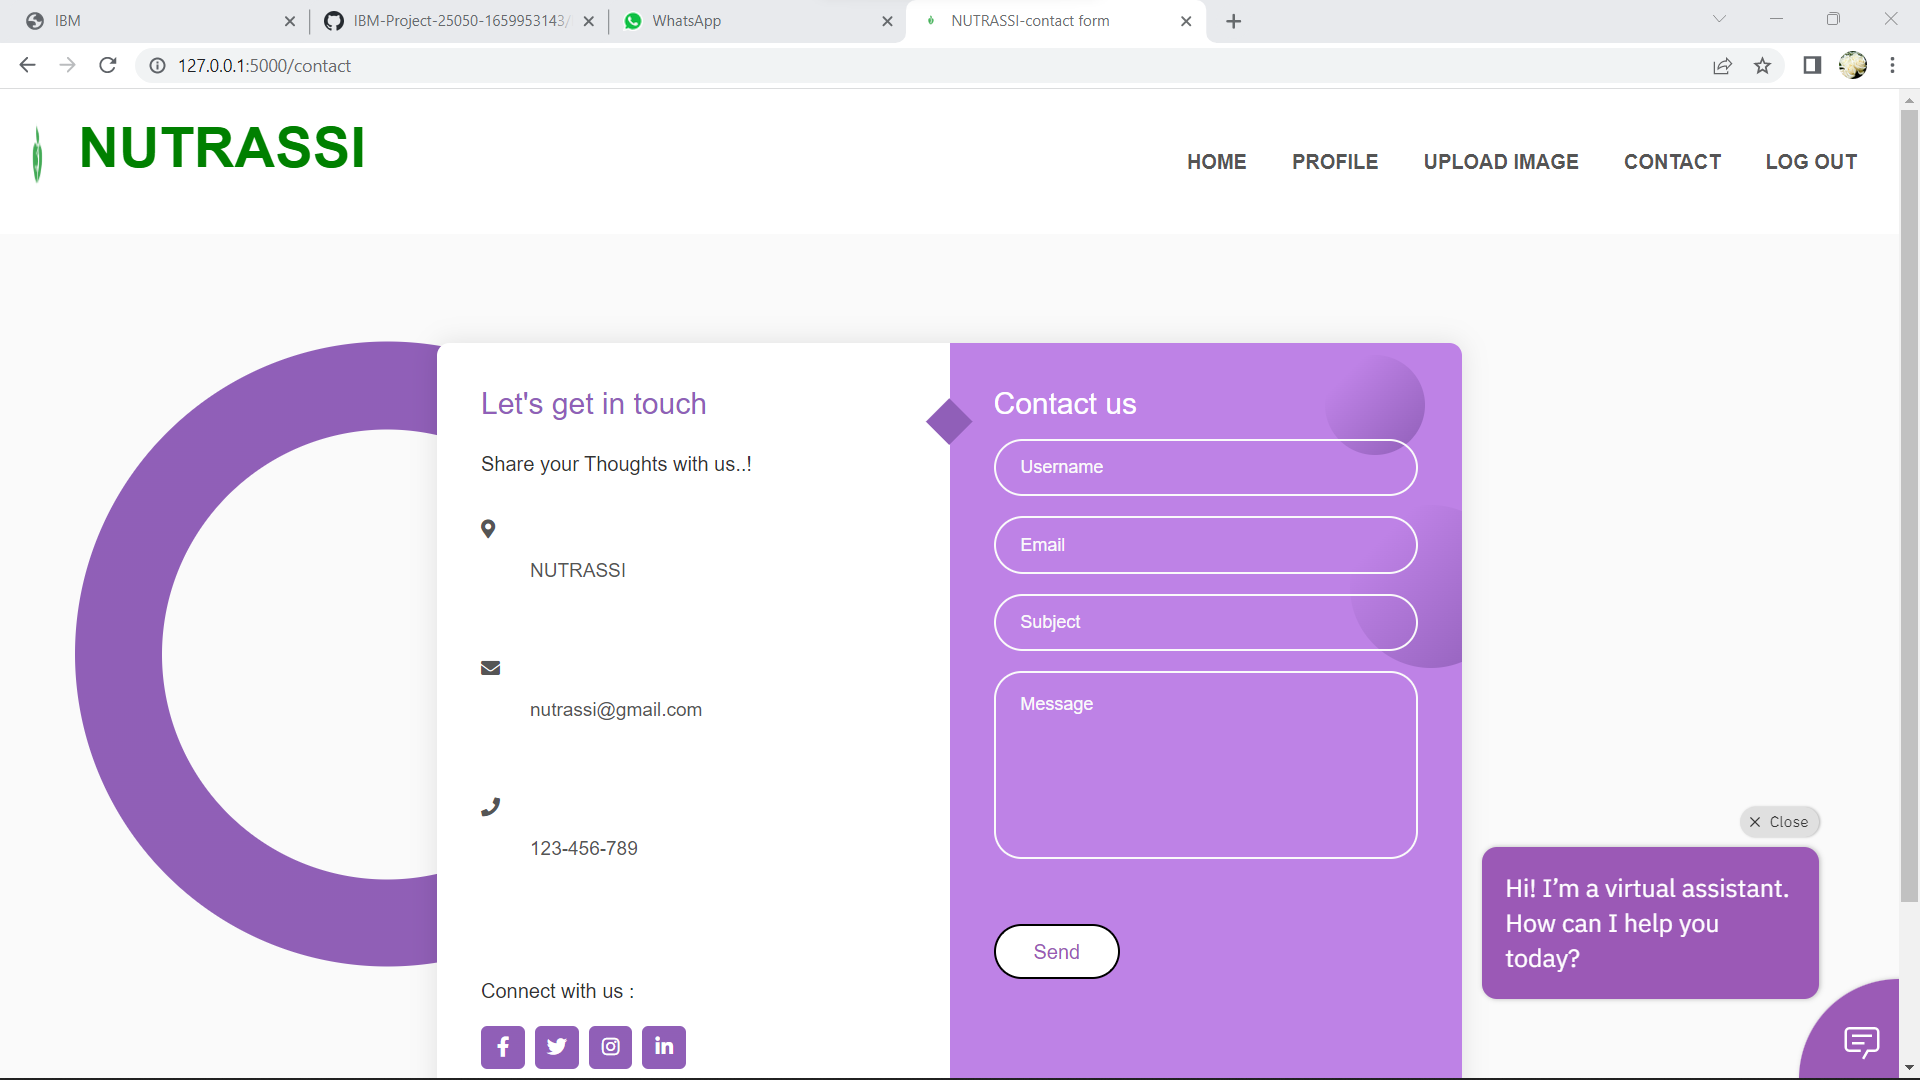 IBM
IBM-Project-25050-1659953143/
WhatsApp
NUTRASSI-contact form
127.0.0.1:5000/contact
NUTRASSI
HOME
PROFILE
UPLOAD IMAGE
CONTACT
LOG OUT
Let's get in touch
Share your Thoughts with us..!
NUTRASSI
nutrassi@gmail.com
123-456-789
Connect with us :
Contact us
Username
Email
Subject
Message
Send
Close
Hi! I’m a virtual assistant.
How can I help you
today?